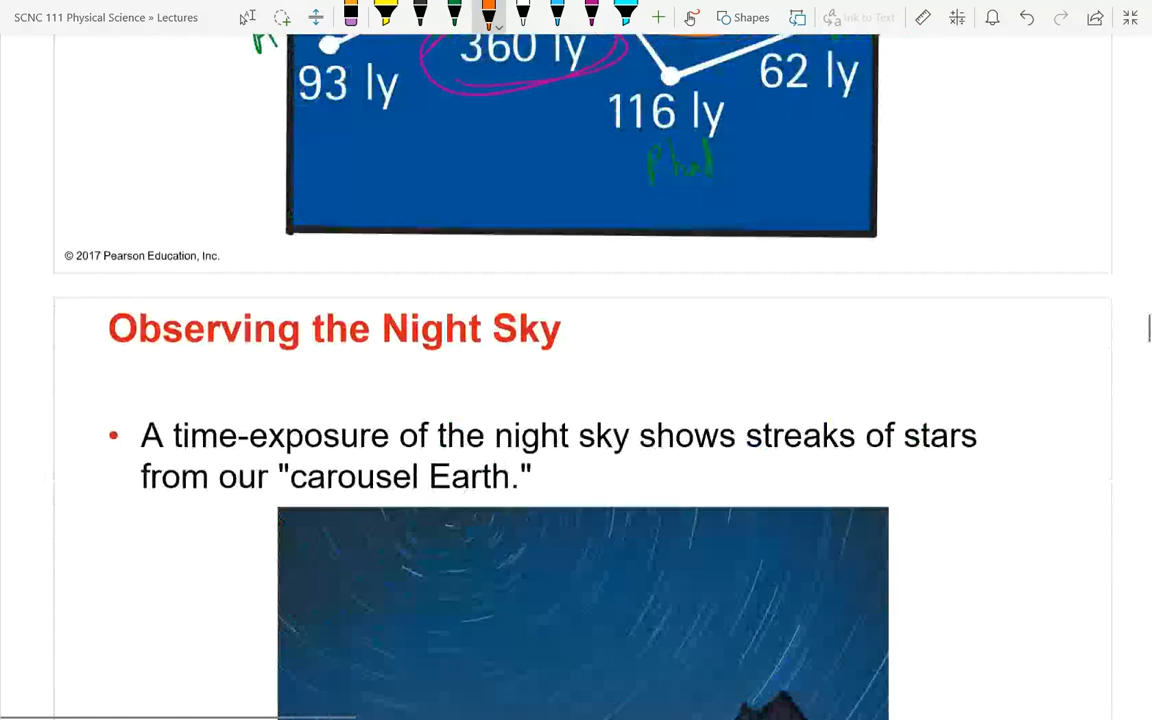 SCNC 111 Physical Science » Lectures
Shapes
Link to Text
360 ly
93 ly
62 ly
116 ly
© 2017 Pearson Education, Inc.
Observing the Night Sky
• A time-exposure of the night sky shows streaks of stars
from our "carousel Earth."